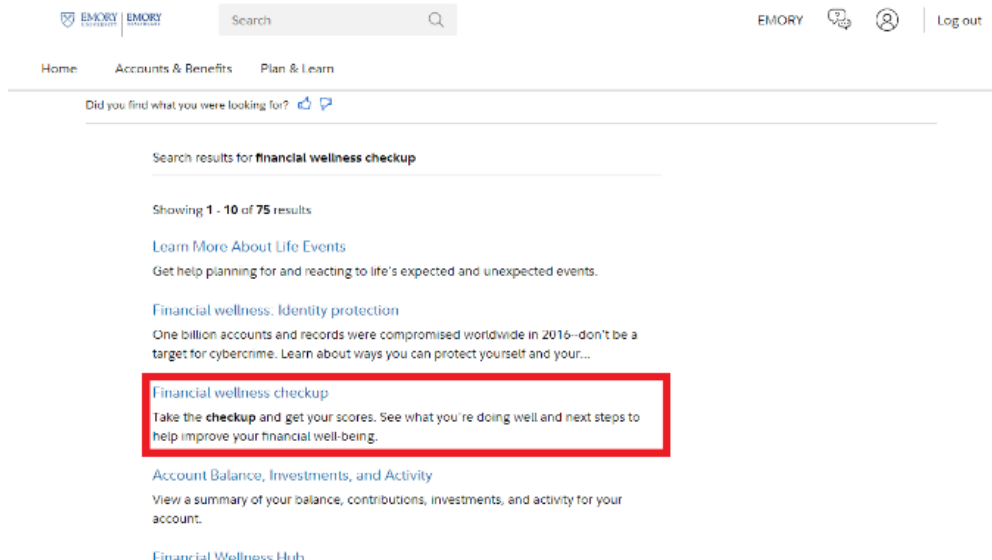 EMORY UNIVERSITY EMORY HEALTHCARE Search EMORY Log out
Home Accounts & Benefits Plan & Learn
Did you find what you were looking for?
Search results for financial wellness checkup
Showing 1 - 10 of 75 results
Learn More About Life Events
Get help planning for and reacting to life's expected and unexpected events.
Financial wellness: Identity protection
One billion accounts and records were compromised worldwide in 2016--don't be a
target for cybercrime. Learn about ways you can protect yourself and your...
Financial wellness checkup
Take the checkup and get your scores. See what you're doing well and next steps to
help improve your financial well-being.
Account Balance, Investments, and Activity
View a summary of your balance, contributions, investments, and activity for your
account.
Financial Wellness Hub